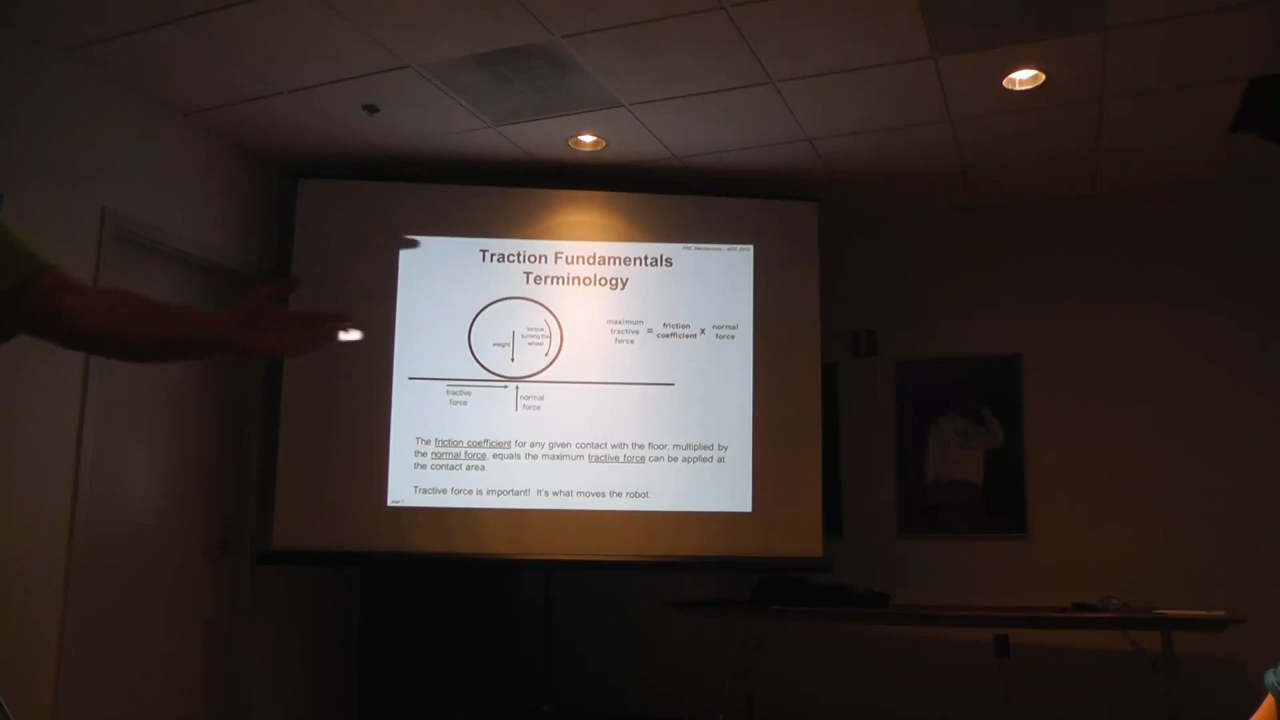 Traction Fundamentals
Terminology
maximum
tractive
force
=
friction
coefficient
x
normal
force
torque
turning the
wheel
weight
tractive
force
normal
force
The friction coefficient for any given contact with the floor, multiplied by
the normal force, equals the maximum tractive force can be applied at
the contact area.
Tractive force is important! It's what moves the robot.